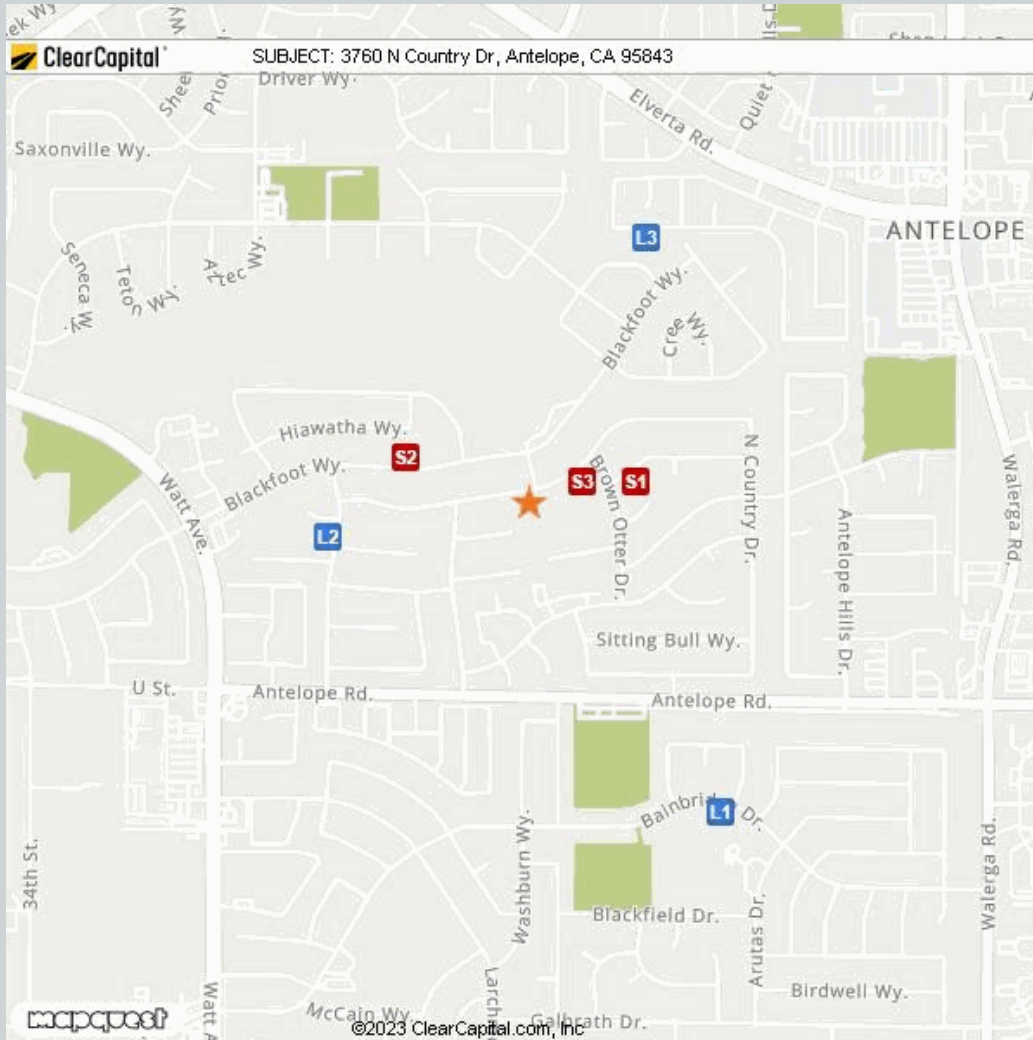 ClearCapital
SUBJECT: 3760 N Country Dr, Antelope, CA 95843
Driver Wy.
Elverta Rd.
Quiet
Saxonville Wy.
ANTELOPE
L3
Seneca W.
Teton Wy.
Aztec Wy.
Blackfoot Wy.
Cree Wy.
Hiawatha Wy.
S2
Blackfoot Wy.
S3
S1
Brown Otter Dr.
N Country Dr.
Walerga Rd.
Watt Ave.
L2
Antelope Hills Dr.
Sitting Bull Wy.
U St.
Antelope Rd.
Antelope Rd.
L1
Dr.
34th St.
Washburn Wy.
Walerga Rd.
Blackfield Dr.
Arutas Dr.
Birdwell Wy.
McCain Wy.
Galbrath Dr.
mapquest
©2023 ClearCapital.com, Inc